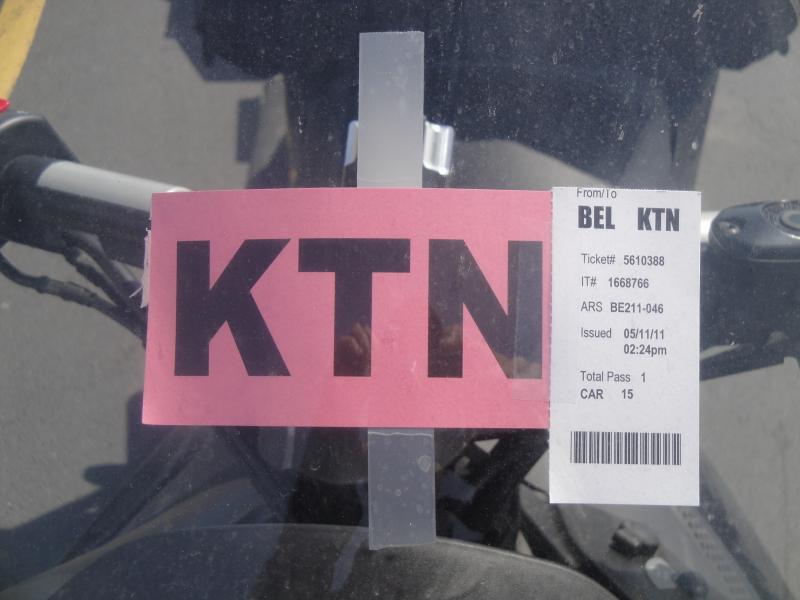 KTN
From/To
BEL KTN
Ticket# 5610388
IT# 1668766
ARS BE211-046
Issued 05/11/11
02:24pm
Total Pass 1
CAR 15